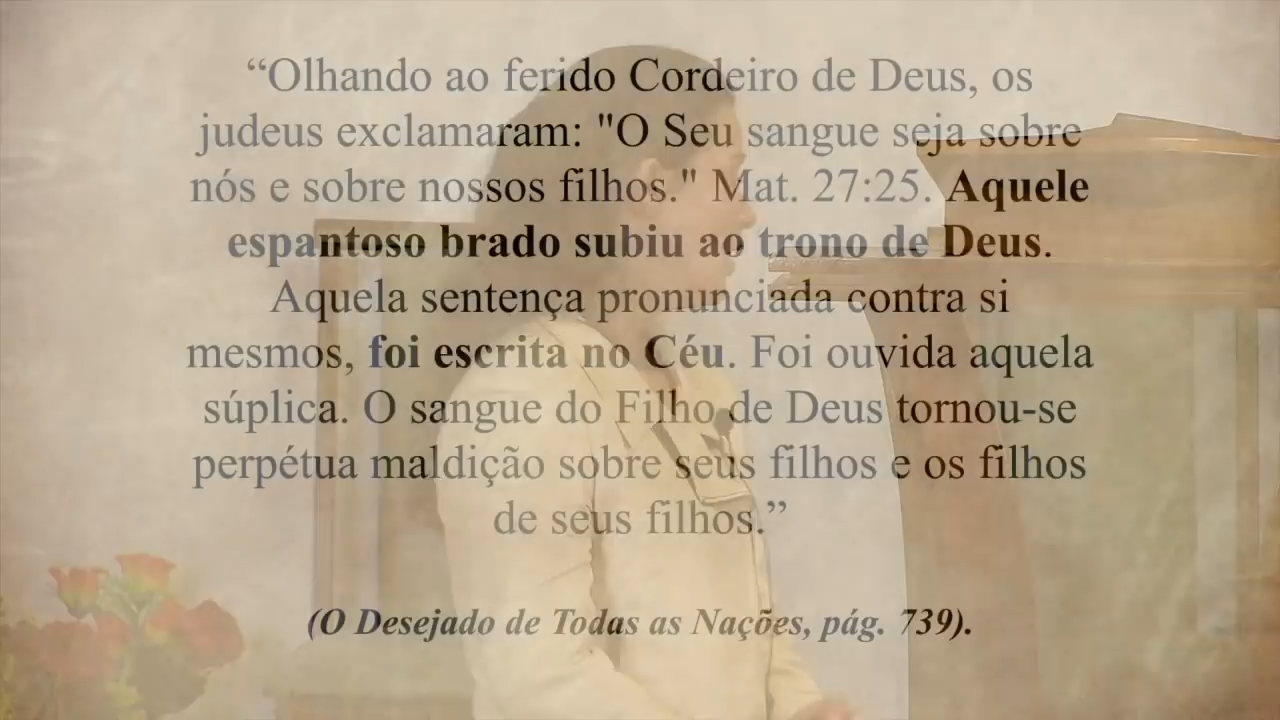 “Olhando ao ferido Cordeiro de Deus, os
judeus exclamaram: "O Seu sangue seja sobre
nós e sobre nossos filhos." Mat. 27:25. Aquele
espantoso brado subiu ao trono de Deus.
Aquela sentença pronunciada contra si
mesmos, foi escrita no Céu. Foi ouvida aquela
súplica. O sangue do Filho de Deus tornou-se
perpétua maldição sobre seus filhos e os filhos
de seus filhos.”
(O Desejado de Todas as Nações, pág. 739).